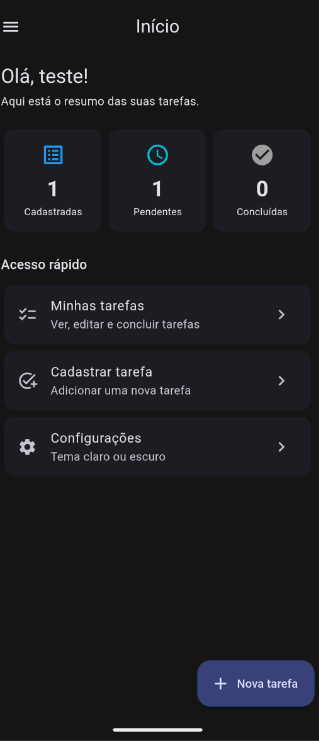 Início
Olá, teste!
Aqui está o resumo das suas tarefas.
1
1
0
Cadastradas
Pendentes
Concluídas
Acesso rápido
Minhas tarefas
Ver, editar e concluir tarefas
Cadastrar tarefa
Adicionar uma nova tarefa
Configurações
Tema claro ou escuro
Nova tarefa